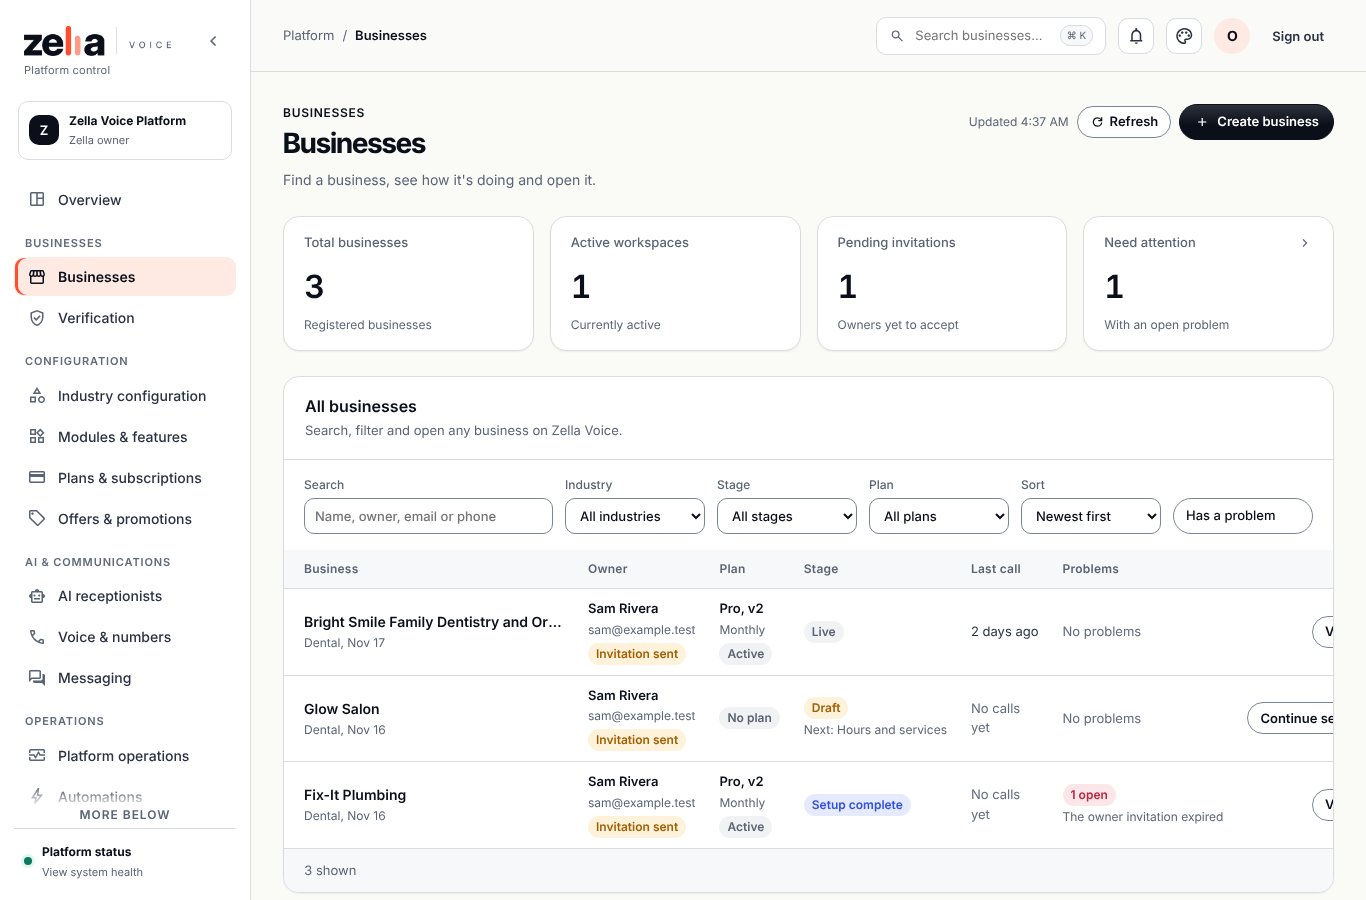 zella VOICE
Platform control
Z
Zella Voice Platform
Zella owner
Overview
BUSINESSES
Businesses
Verification
CONFIGURATION
Industry configuration
Modules & features
Plans & subscriptions
Offers & promotions
AI & COMMUNICATIONS
AI receptionists
Voice & numbers
Messaging
OPERATIONS
Platform operations
Automations
MORE BELOW
Platform status
View system health
Platform / Businesses
Search businesses...
⌘ K
O
Sign out
BUSINESSES
Businesses
Find a business, see how it's doing and open it.
Updated 4:37 AM
Refresh
+ Create business
Total businesses
3
Registered businesses
Active workspaces
1
Currently active
Pending invitations
1
Owners yet to accept
Need attention
1
With an open problem
All businesses
Search, filter and open any business on Zella Voice.
Search
Name, owner, email or phone
Industry
All industries
Stage
All stages
Plan
All plans
Sort
Newest first
Has a problem
Business Owner Plan Stage Last call Problems
Bright Smile Family Dentistry and Or...
Dental, Nov 17
Sam Rivera
sam@example.test
Invitation sent
Pro, v2
Monthly
Active
Live
2 days ago
No problems
V
Glow Salon
Dental, Nov 16
Sam Rivera
sam@example.test
Invitation sent
No plan
Draft
Next: Hours and services
No calls
yet
No problems
Continue se
Fix-It Plumbing
Dental, Nov 16
Sam Rivera
sam@example.test
Invitation sent
Pro, v2
Monthly
Active
Setup complete
No calls
yet
1 open
The owner invitation expired
V
3 shown